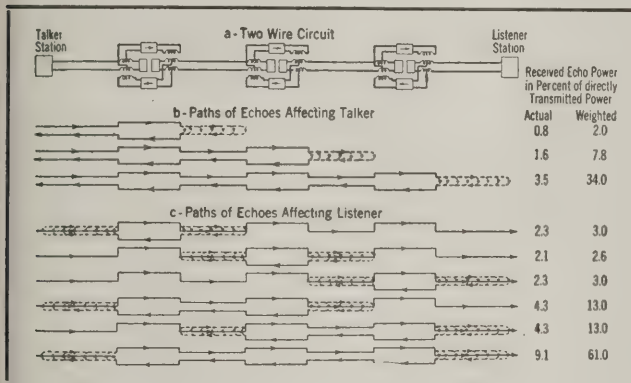 a - Two Wire Circuit
Talker
Station
Listener
Station
Received Echo Power
in Percent of directly
Transmitted Power
Actual Weighted
b - Paths of Echoes Affecting Talker
0.8 2.0
1.6 7.8
3.5 34.0
c - Paths of Echoes Affecting Listener
2.3 3.0
2.1 2.6
2.3 3.0
4.3 13.0
4.3 13.0
9.1 61.0